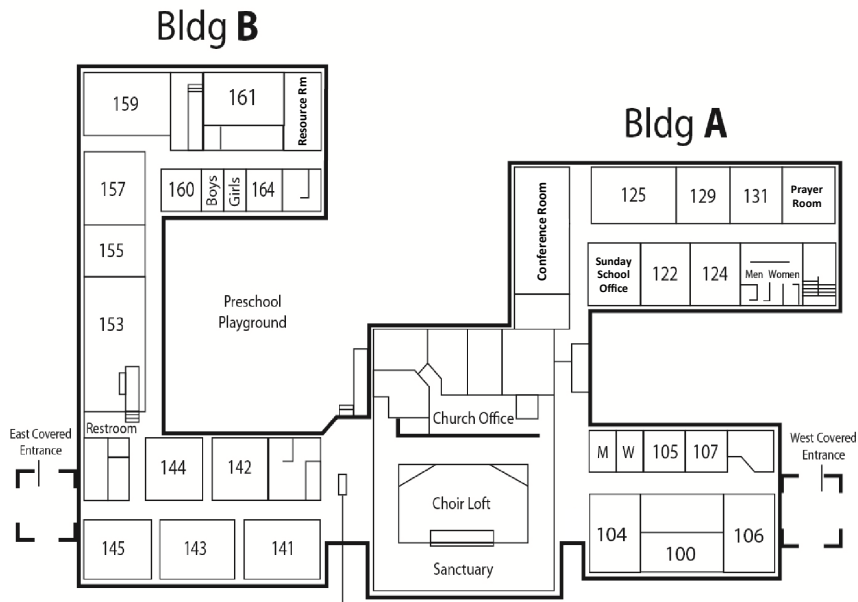 Bldg B
Bldg A
159
161
Resource Rm
157
160
Boys
Girls
164
155
153
Preschool
Playground
Restroom
East Covered
Entrance
144
142
145
143
141
Conference Room
125
129
131
Prayer
Room
Sunday
School
Office
122
124
Men
Women
Church Office
Choir Loft
Sanctuary
M
W
105
107
West Covered
Entrance
104
100
106